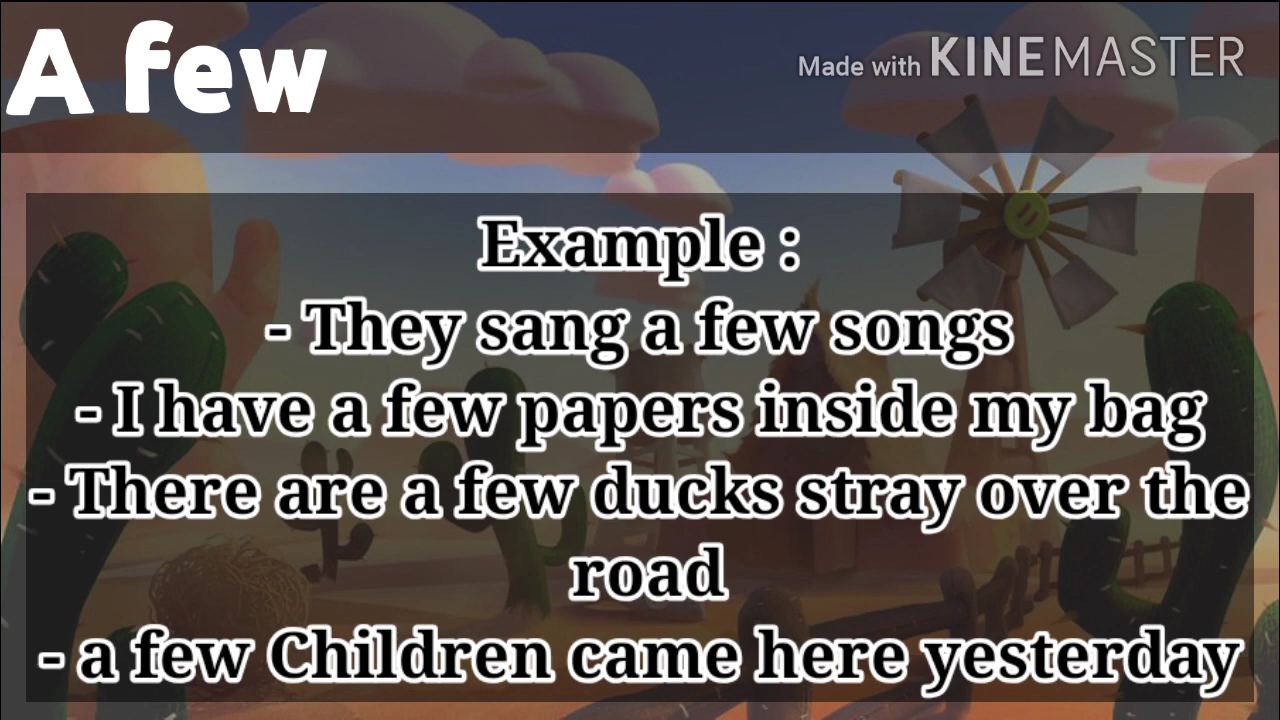 A few
Made with KINEMASTER
Example :
- They sang a few songs
- I have a few papers inside my bag
- There are a few ducks stray over the
road
- a few Children came here yesterday